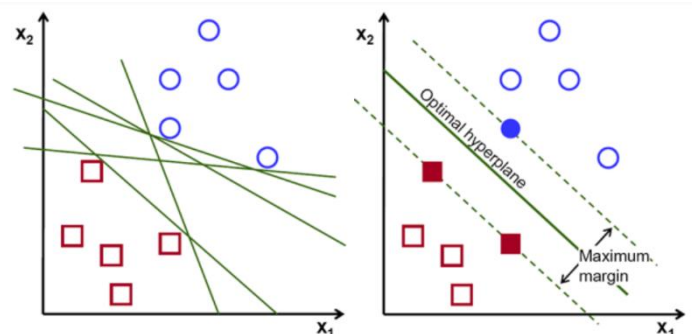 x₂
x₁
x₂
Optimal hyperplane
Maximum
margin
x₁